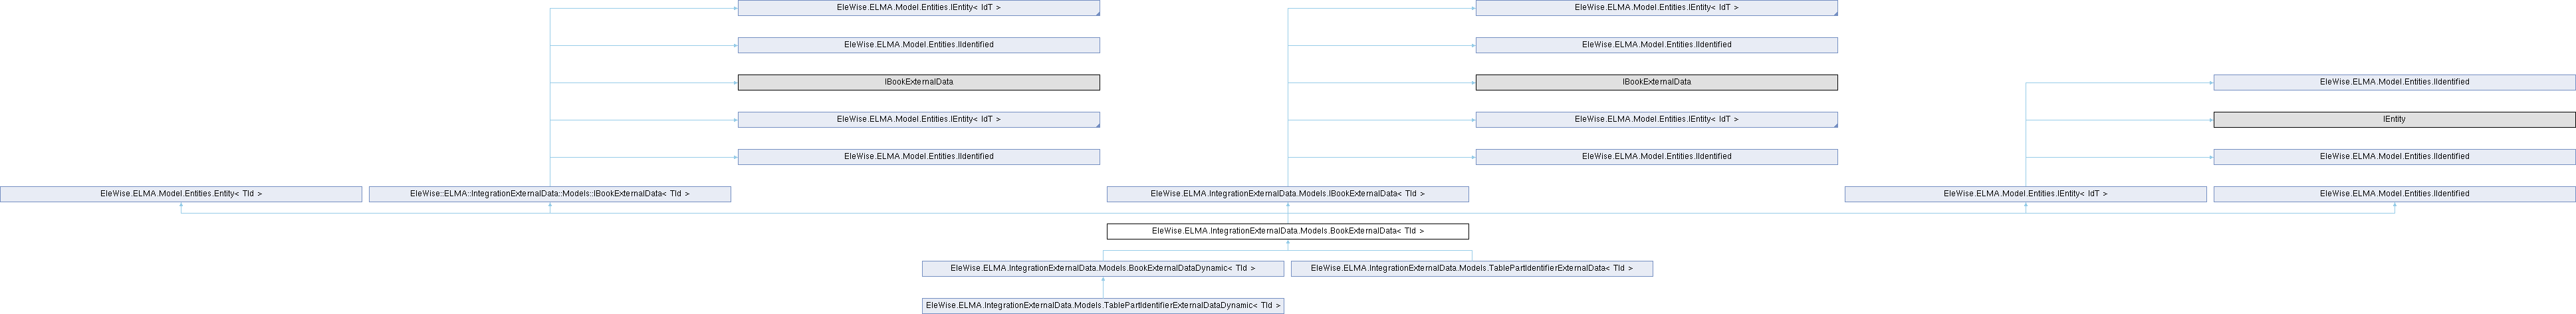 EleWise.ELMA.Model.Entities.IEntity< IdT >
EleWise.ELMA.Model.Entities.IEntity< IdT >
EleWise.ELMA.Model.Entities.IIdentified
EleWise.ELMA.Model.Entities.IIdentified
IBookExternalData
IBookExternalData
EleWise.ELMA.Model.Entities.IIdentified
EleWise.ELMA.Model.Entities.IEntity< IdT >
EleWise.ELMA.Model.Entities.IEntity< IdT >
IEntity
EleWise.ELMA.Model.Entities.IIdentified
EleWise.ELMA.Model.Entities.IIdentified
EleWise.ELMA.Model.Entities.IIdentified
EleWise.ELMA.Model.Entities.Entity< TId >
EleWise::ELMA::IntegrationExternalData::Models::IBookExternalData< TId >
EleWise.ELMA.IntegrationExternalData.Models.IBookExternalData< TId >
EleWise.ELMA.Model.Entities.IEntity< IdT >
EleWise.ELMA.Model.Entities.IIdentified
EleWise.ELMA.IntegrationExternalData.Models.BookExternalData< TId >
EleWise.ELMA.IntegrationExternalData.Models.BookExternalDataDynamic< TId >
EleWise.ELMA.IntegrationExternalData.Models.TablePartIdentifierExternalData< TId >
EleWise.ELMA.IntegrationExternalData.Models.TablePartIdentifierExternalDataDynamic< TId >